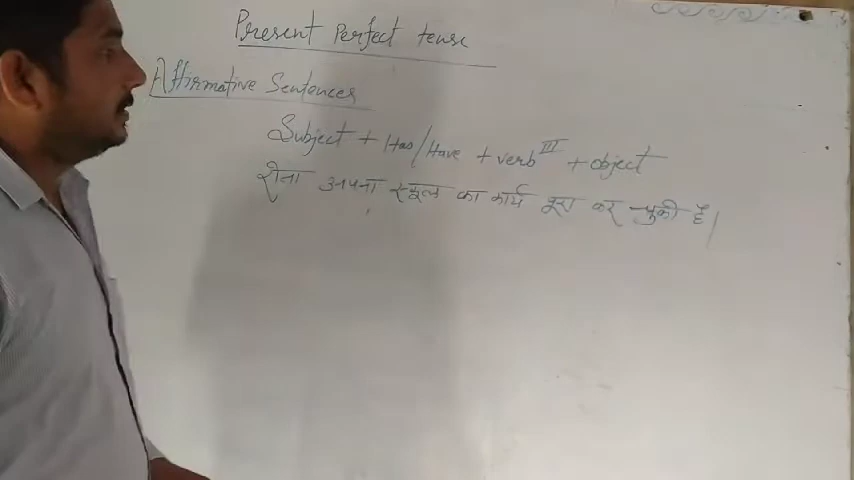 Present Perfect tense
Affirmative Sentences
Subject + Has/Have + verb III + object
रीना अपना स्कूल का कार्य पूरा कर चुकी है।